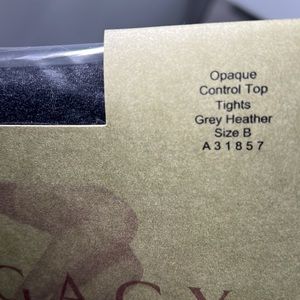 Opaque
Control Top
Tights
Grey Heather
Size B
A31857